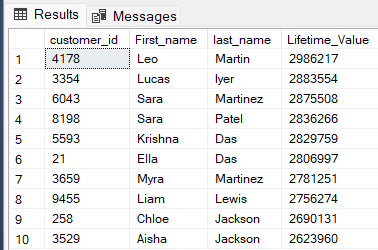 Results Messages
customer_id First_name last_name Lifetime_Value
1 4178 Leo Martin 2986217
2 3354 Lucas Iyer 2883554
3 6043 Sara Martinez 2875508
4 8198 Sara Patel 2836266
5 5593 Krishna Das 2829759
6 21 Ella Das 2806997
7 3659 Myra Martinez 2781251
8 9455 Liam Lewis 2756274
9 258 Chloe Jackson 2690131
10 3529 Aisha Jackson 2623960